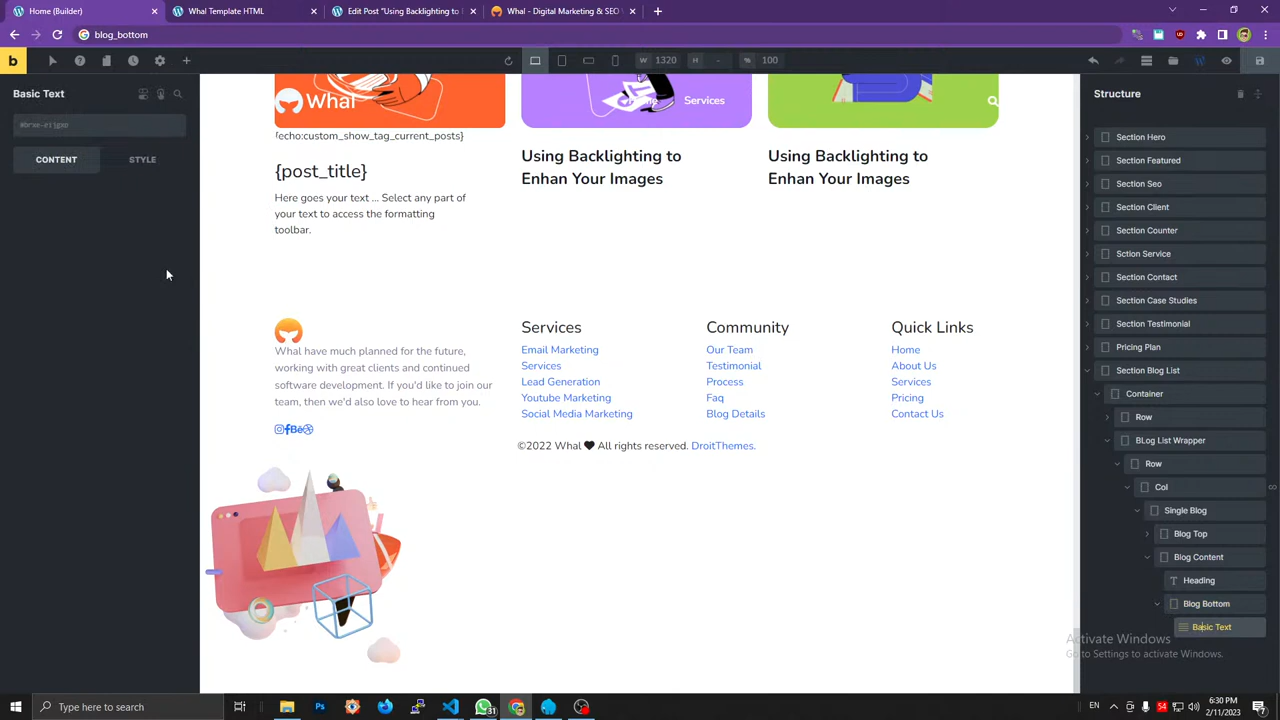 Home (Builder)
What Template HTML
Edit Post "Using Backlighting to
Whal - Digital Marketing & SEO
blog_bottom
b
W 1320 H - % 100
Basic Text
#brxe-eijgxo
CONTENT
STYLE
Whal
Home Services
{echo:custom_show_tag_current_posts}
{post_title}
Here goes your text ... Select any part of
your text to access the formatting
toolbar.
Using Backlighting to
Enhan Your Images
Using Backlighting to
Enhan Your Images
Whal have much planned for the future,
working with great clients and continued
software development. If you'd like to join our
team, then we'd also love to hear from you.
Services
Email Marketing
Services
Lead Generation
Youtube Marketing
Social Media Marketing
Community
Our Team
Testimonial
Process
Faq
Blog Details
Quick Links
Home
About Us
Services
Pricing
Contact Us
©2022 Whal All rights reserved. DroitThemes.
Structure
Section Hero
Section Featured
Section Seo
Section Client
Section Counter
Sction Service
Section Contact
Section Case Studies
Section Testimonial
Pricing Plan
Section Blog List
Container
Row
BLog List Wrapper
Row
Col
Single Blog
Blog Top
Blog Content
Heading
Blog Bottom
Basic Text
Activate Windows
Go to Settings to activate Windows.
Type here to search
31
EN
54
6:30 PM
2/11/2023